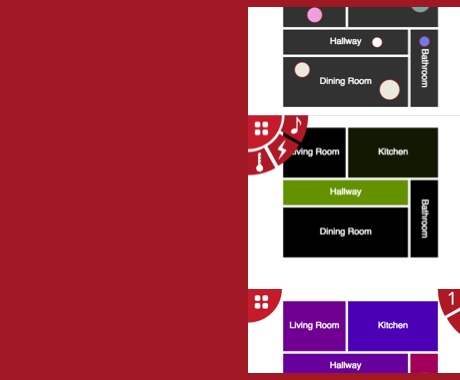 Hallway
Bathroom
Dining Room
Living Room
Kitchen
Hallway
Bathroom
Dining Room
1
Living Room
Kitchen
Hallway